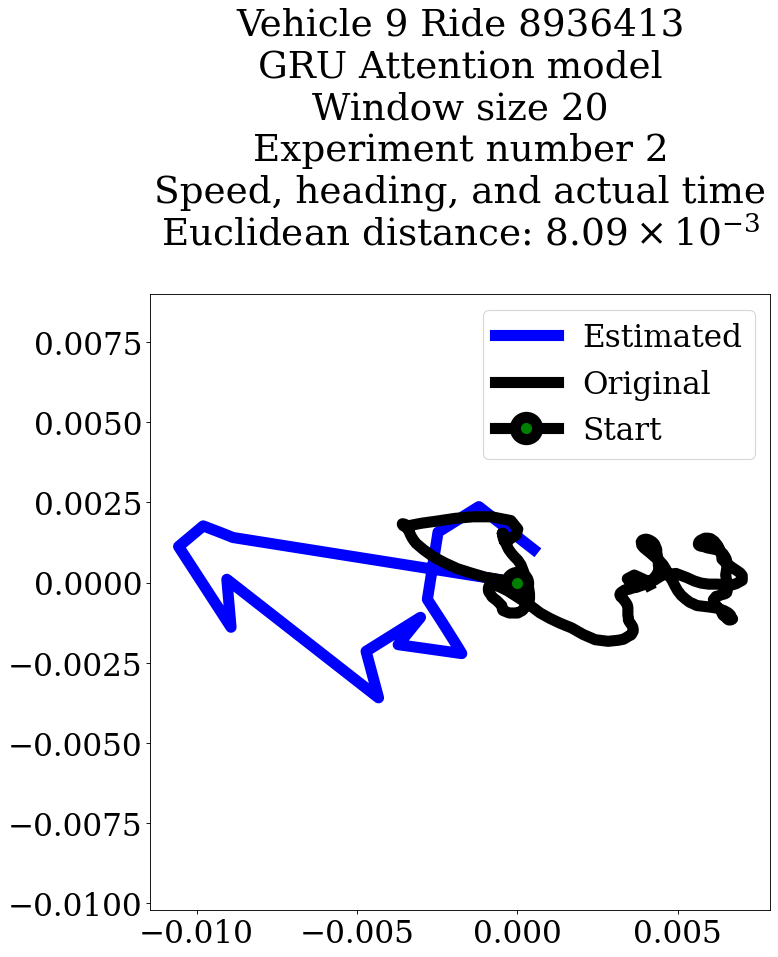 Vehicle 9 Ride 8936413
GRU Attention model
Window size 20
Experiment number 2
Speed, heading, and actual time
Euclidean distance: 8.09 × 10⁻³
Estimated
Original
Start
0.0075
0.0050
0.0025
0.0000
−0.0025
−0.0050
−0.0075
−0.0100
−0.010
−0.005
0.000
0.005